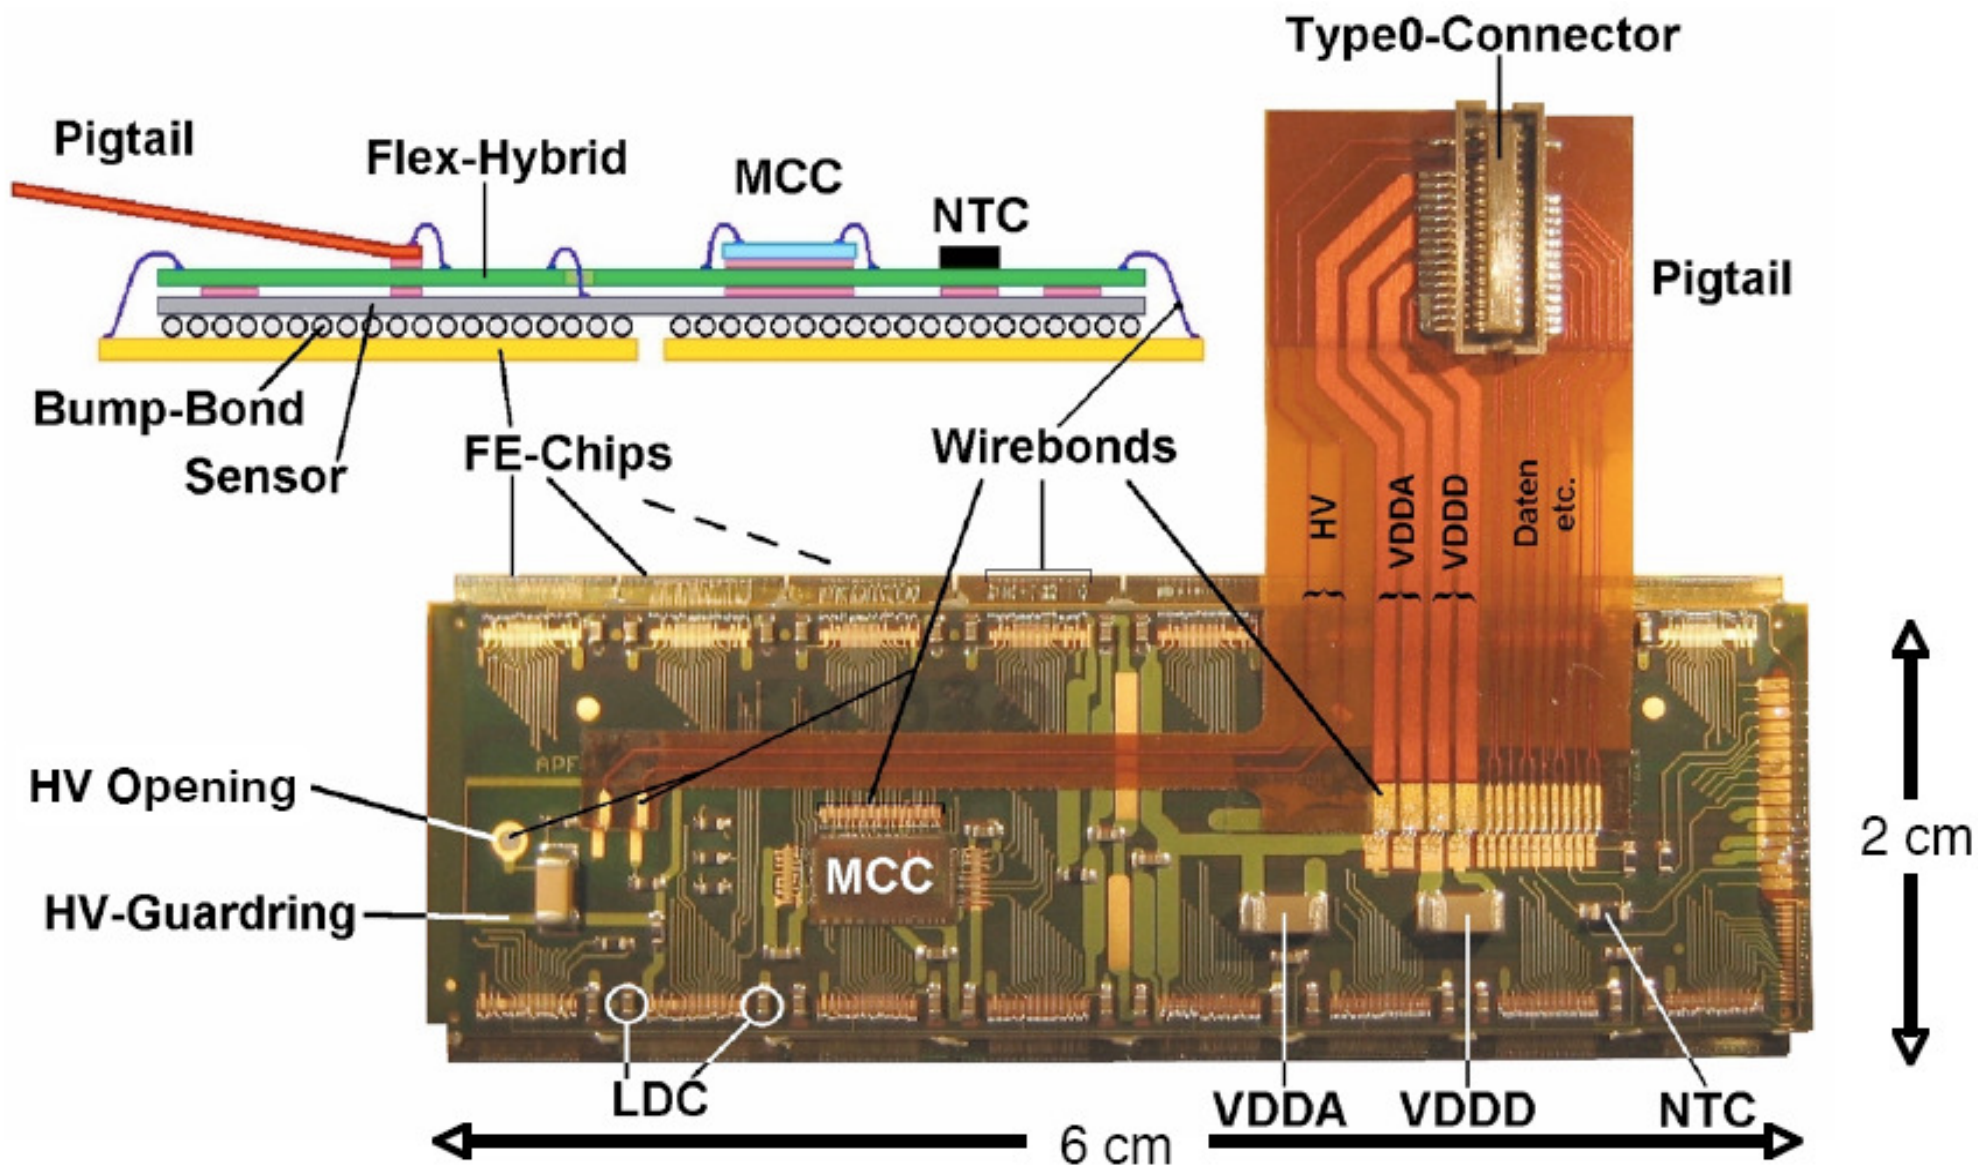 Type0-Connector
Pigtail
Flex-Hybrid
MCC
NTC
Pigtail
Bump-Bond
Sensor
FE-Chips
Wirebonds
HV
VDDA
VDDD
Daten
etc.
HV Opening
APF
MCC
2 cm
HV-Guardring
LDC
VDDA
VDDD
NTC
6 cm